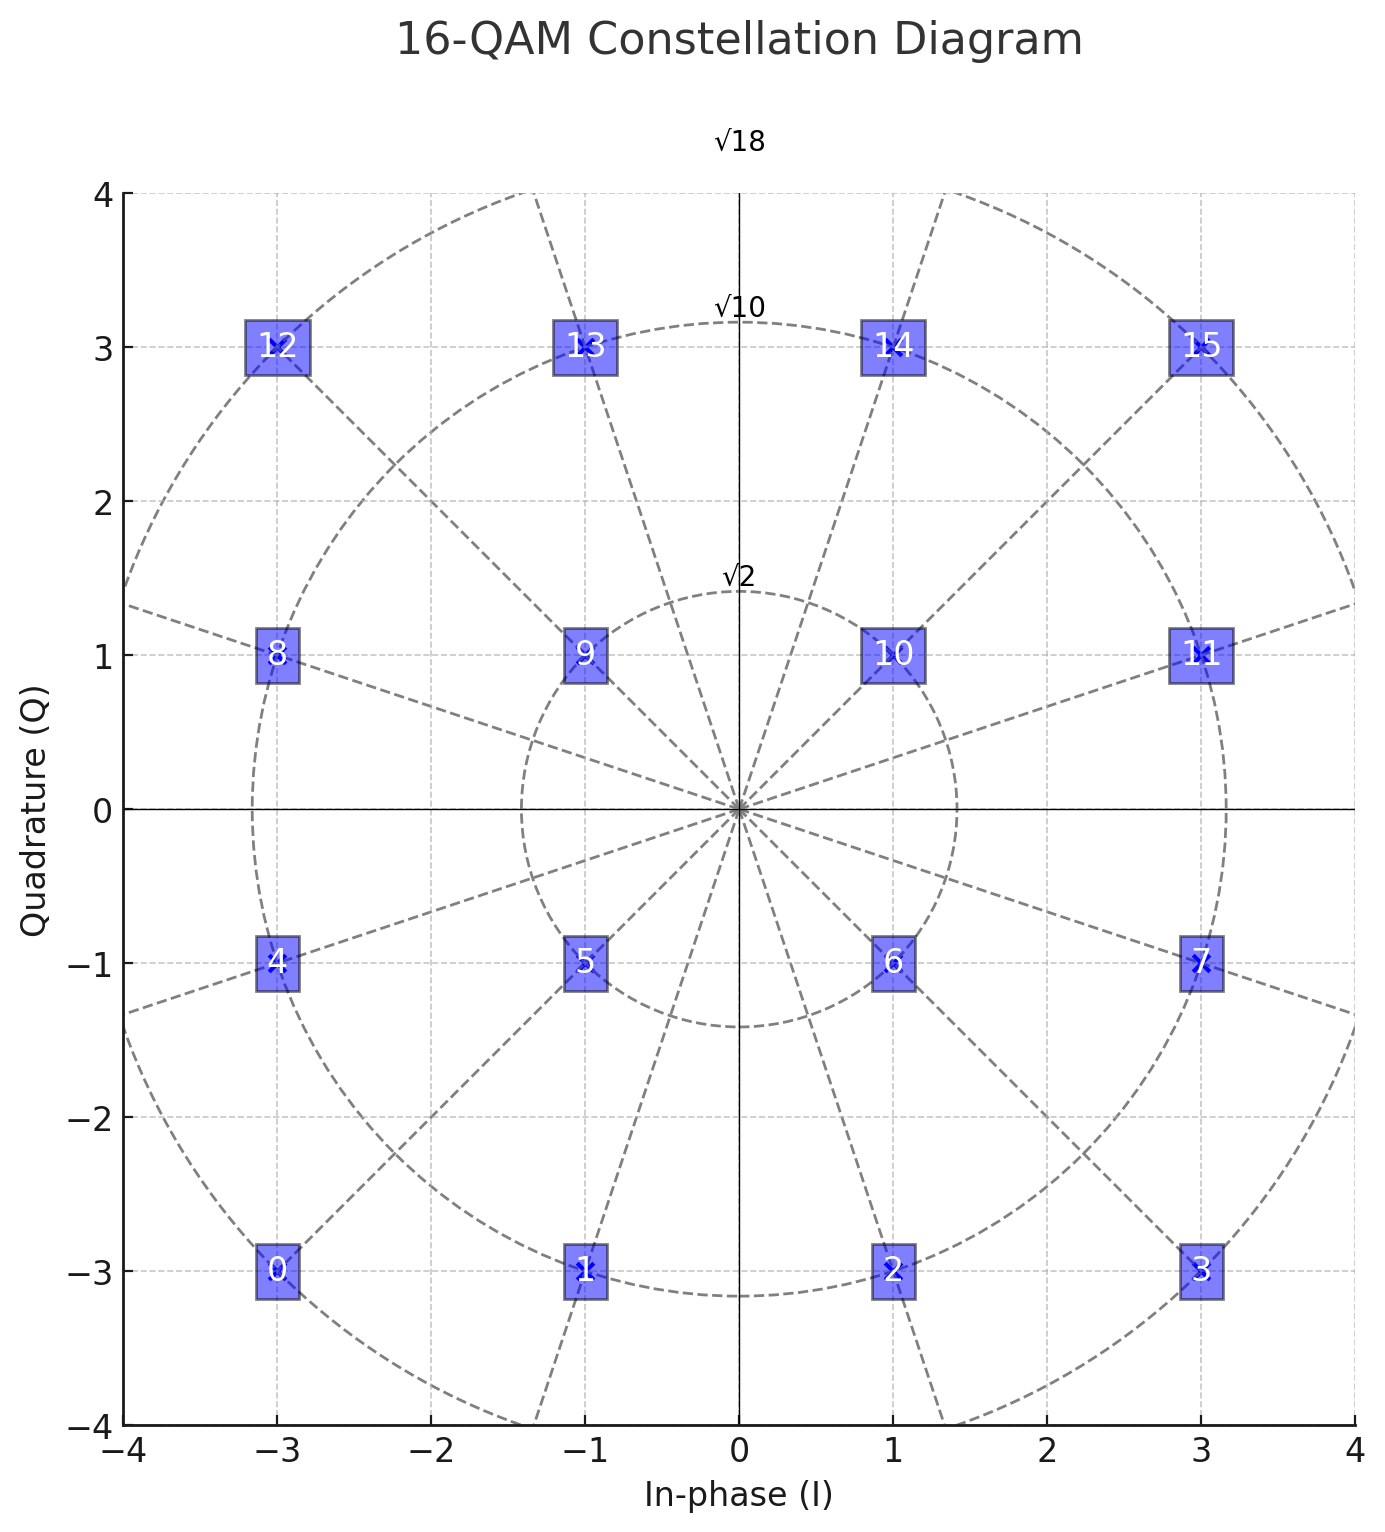 16-QAM Constellation Diagram
√18
4
√10
12 13 14 15
3
2
√2
8 9 10 11
1
Quadrature (Q)
0
4 5 6 7
−1
−2
0 1 2 3
−3
−4
−4 −3 −2 −1 0 1 2 3 4
In-phase (I)